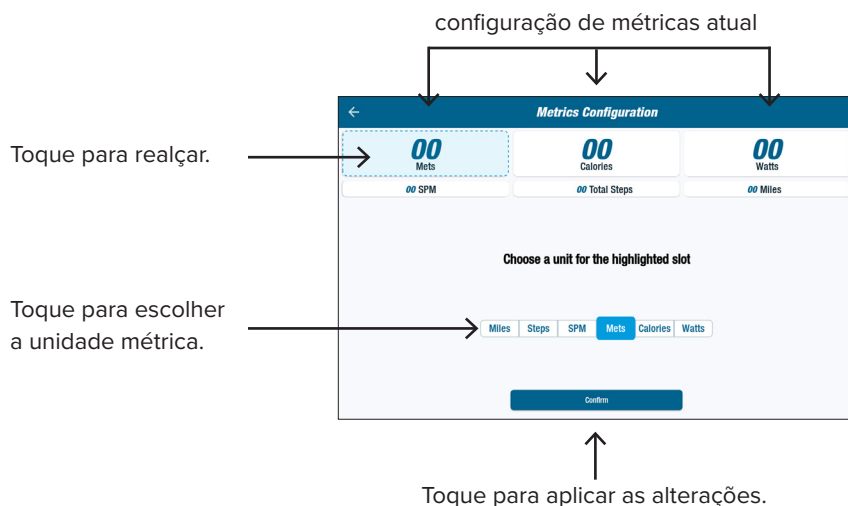 configuração de métricas atual
Metrics Configuration
Toque para realçar.
00 00 00
Mets Calories Watts
00 SPM 00 Total Steps 00 Miles
Choose a unit for the highlighted slot
Toque para escolher
a unidade métrica.
Miles Steps SPM Mets Calories Watts
Confirm
Toque para aplicar as alterações.